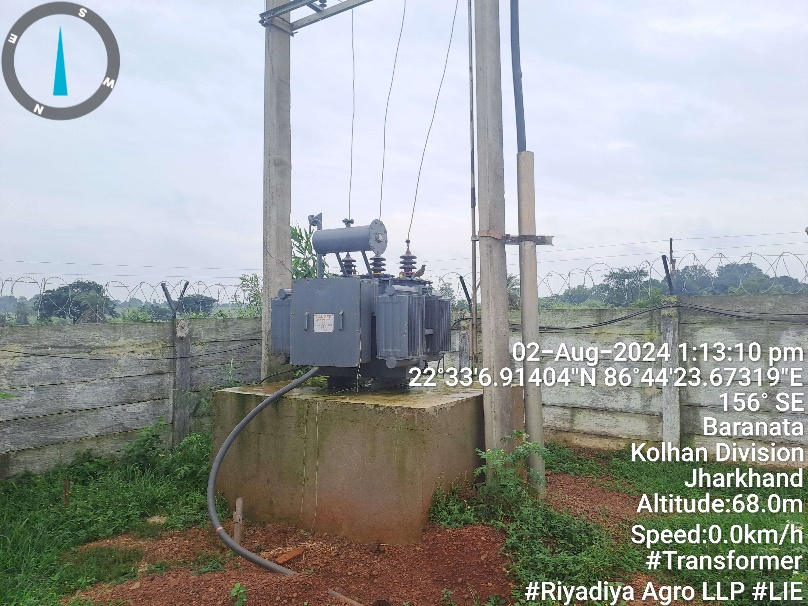 S
E
W
N
02-Aug-2024 1:13:10 pm
22°33'6.91404"N 86°44'23.67319"E
156° SE
Baranata
Kolhan Division
Jharkhand
Altitude:68.0m
Speed:0.0km/h
#Transformer
#Riyadiya Agro LLP #LIE